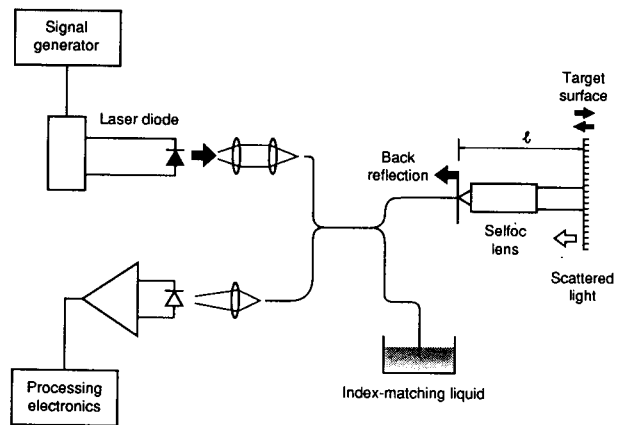 Signal
generator
Laser diode
Target
surface
ℓ
Back
reflection
Selfoc
lens
Scattered
light
Index-matching liquid
Processing
electronics